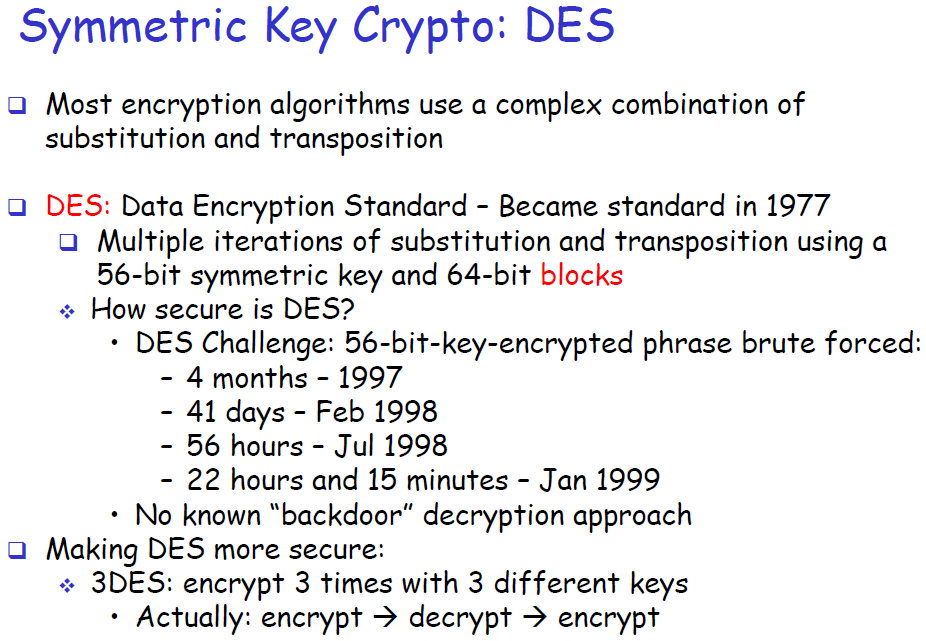 Symmetric Key Crypto: DES
❑ Most encryption algorithms use a complex combination of
substitution and transposition
❑ DES: Data Encryption Standard – Became standard in 1977
❑ Multiple iterations of substitution and transposition using a
56-bit symmetric key and 64-bit blocks
❖ How secure is DES?
• DES Challenge: 56-bit-key-encrypted phrase brute forced:
– 4 months – 1997
– 41 days – Feb 1998
– 56 hours – Jul 1998
– 22 hours and 15 minutes – Jan 1999
• No known “backdoor” decryption approach
❑ Making DES more secure:
❖ 3DES: encrypt 3 times with 3 different keys
• Actually: encrypt → decrypt → encrypt